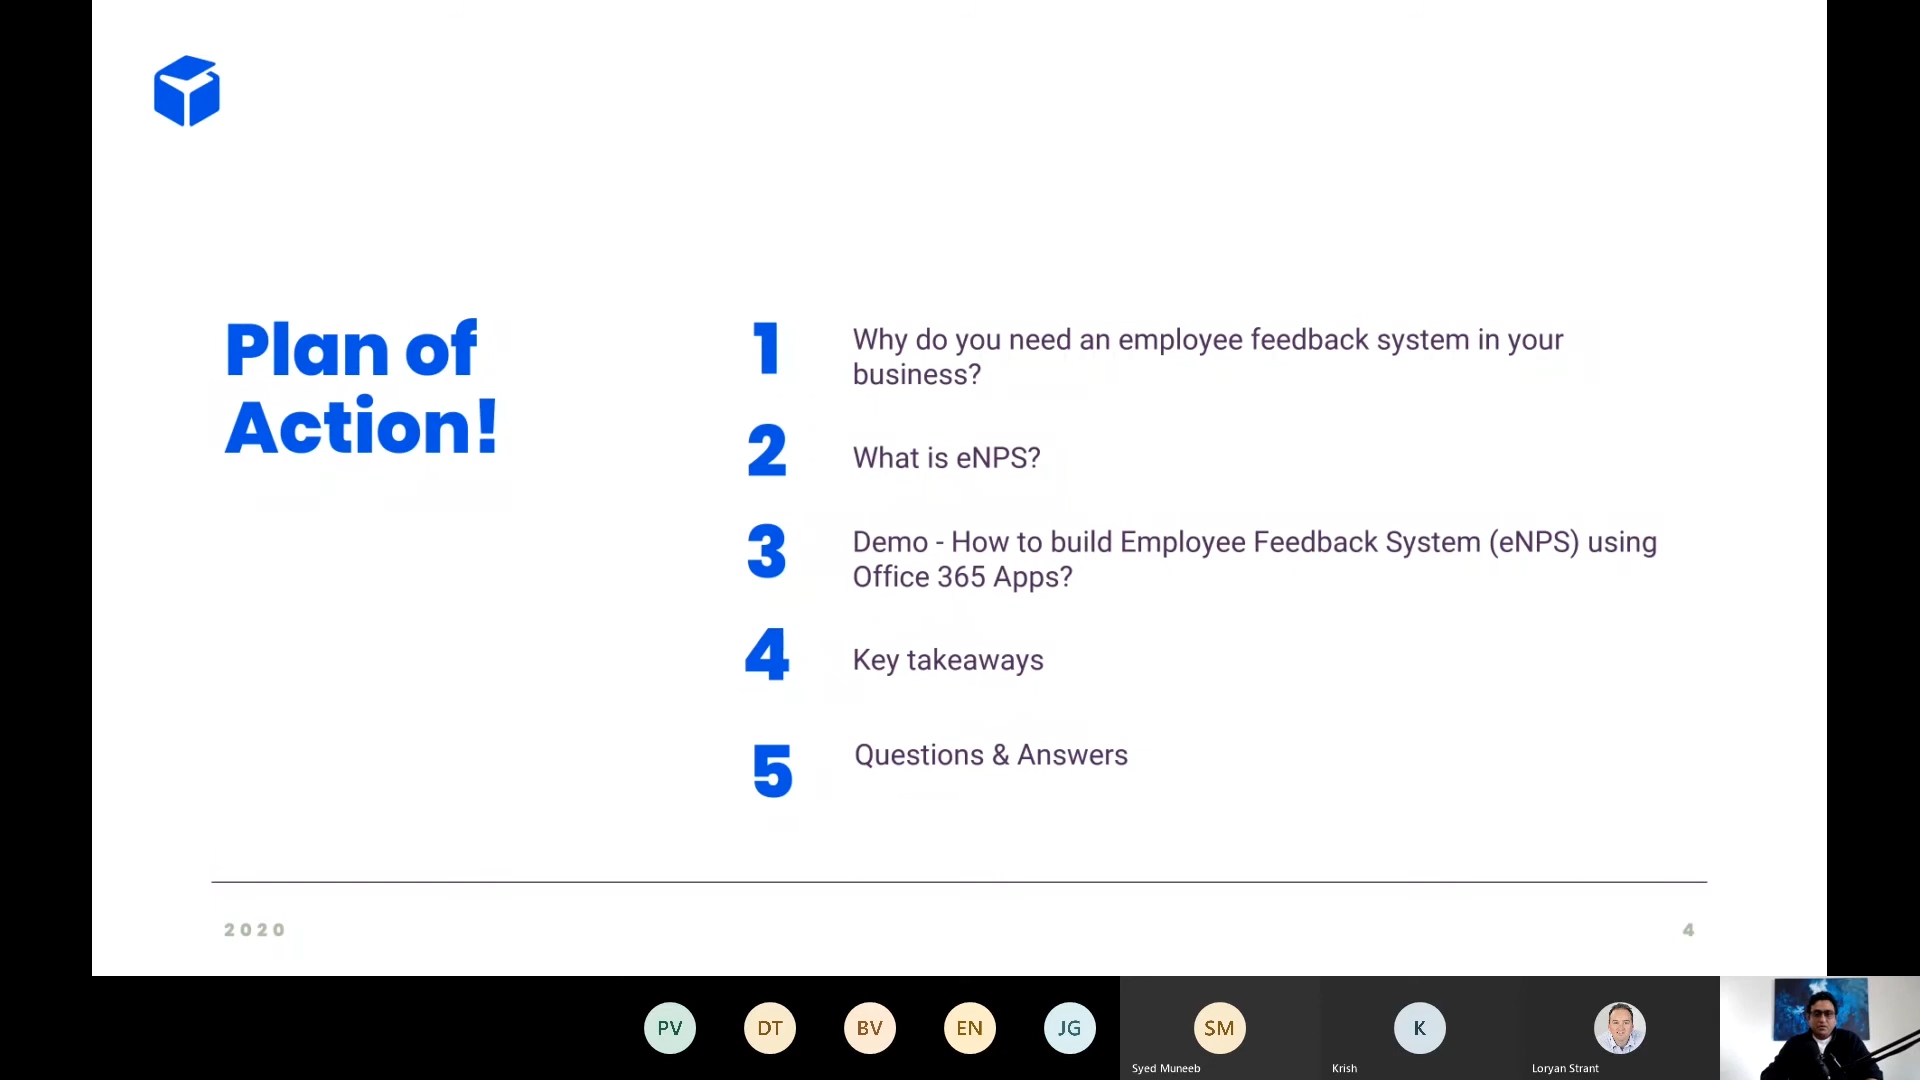 Plan of
Action!
1
Why do you need an employee feedback system in your
business?
2
What is eNPS?
3
Demo - How to build Employee Feedback System (eNPS) using
Office 365 Apps?
4
Key takeaways
5
Questions & Answers
2020
4
PV
DT
BV
EN
JG
SM
K
Syed Muneeb
Krish
Loryan Strant